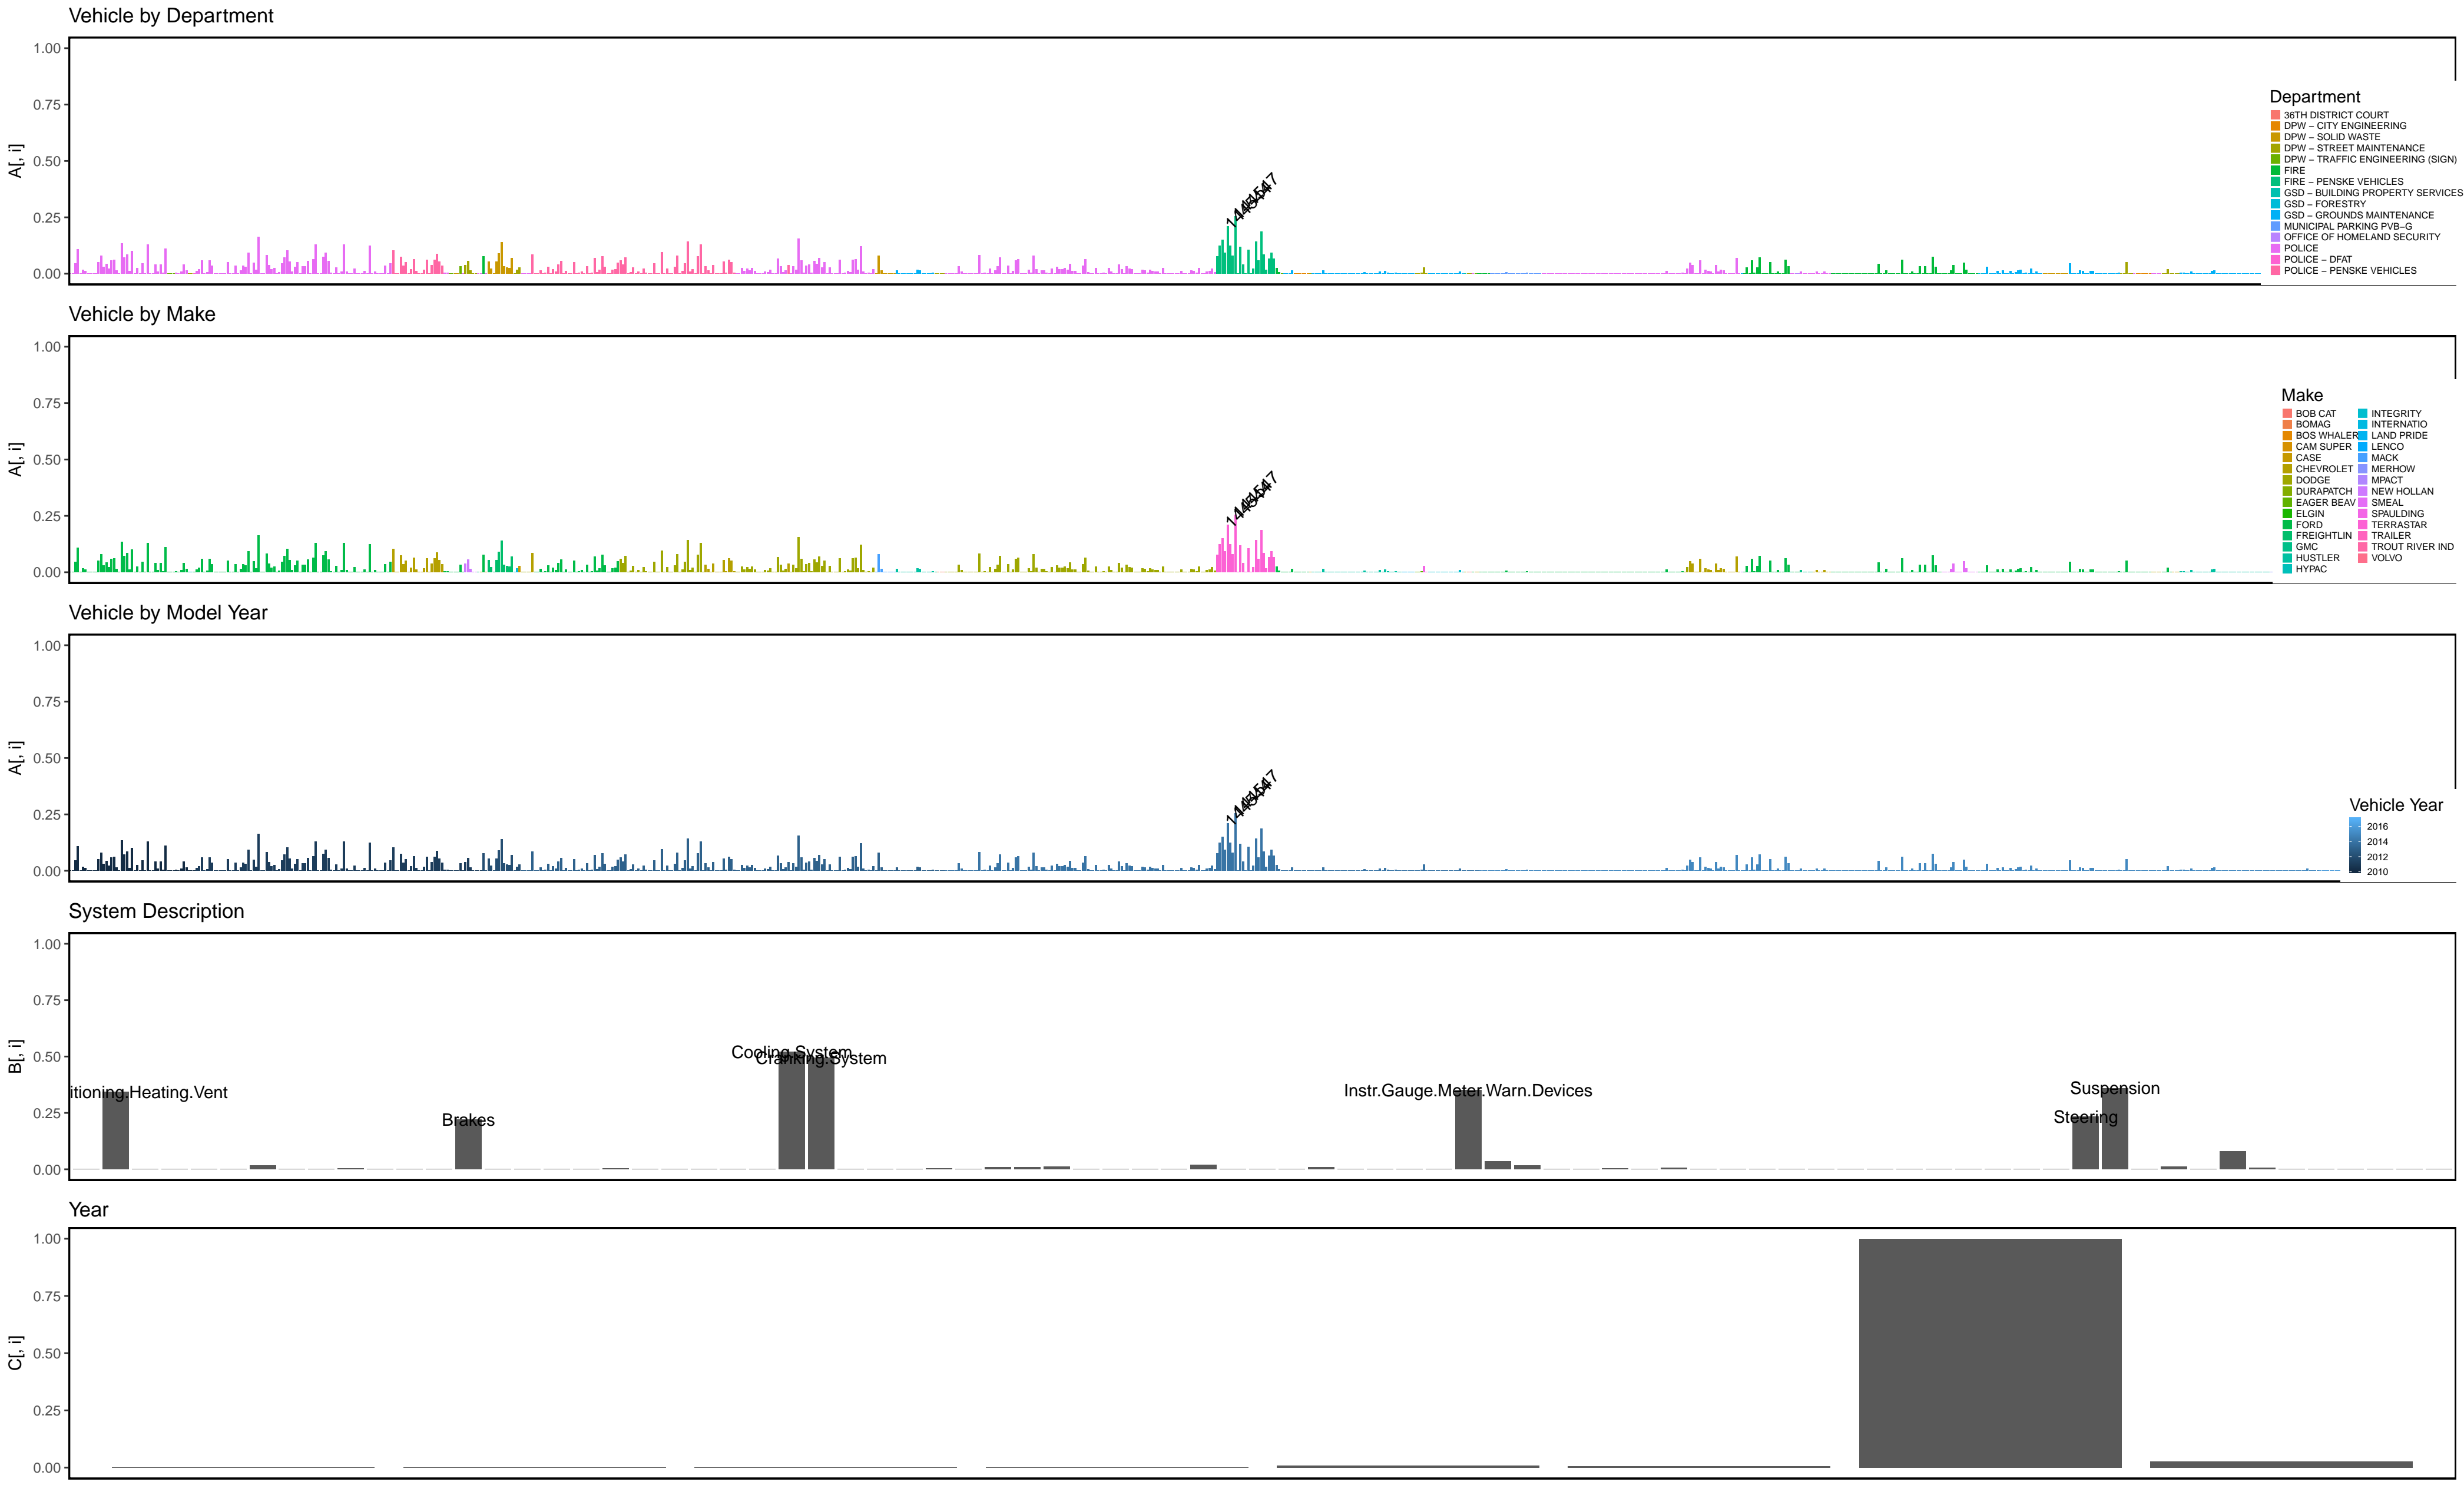 Vehicle by Department
A[, i]
1.00
0.75
0.50
0.25
0.00
Department
36TH DISTRICT COURT
DPW – CITY ENGINEERING
DPW – SOLID WASTE
DPW – STREET MAINTENANCE
DPW – TRAFFIC ENGINEERING (SIGN)
FIRE
FIRE – PENSKE VEHICLES
GSD – BUILDING PROPERTY SERVICES
GSD – FORESTRY
GSD – GROUNDS MAINTENANCE
MUNICIPAL PARKING PVB–G
OFFICE OF HOMELAND SECURITY
POLICE
POLICE – DFAT
POLICE – PENSKE VEHICLES
Vehicle by Make
A[, i]
1.00
0.75
0.50
0.25
0.00
Make
BOB CAT INTEGRITY
BOMAG INTERNATIO
BOS WHALER LAND PRIDE
CAM SUPER LENCO
CASE MACK
CHEVROLET MERHOW
DODGE MPACT
DURAPATCH NEW HOLLAN
EAGER BEAV SMEAL
ELGIN SPAULDING
FORD TERRASTAR
FREIGHTLIN TRAILER
GMC TROUT RIVER IND
HUSTLER VOLVO
HYPAC
Vehicle by Model Year
A[, i]
1.00
0.75
0.50
0.25
0.00
Vehicle Year
2016
2014
2012
2010
System Description
B[, i]
1.00
0.75
0.50
0.25
0.00
itioning.Heating.Vent
Brakes
Cooling.System
Cranking.System
Instr.Gauge.Meter.Warn.Devices
Steering
Suspension
Year
C[, i]
1.00
0.75
0.50
0.25
0.00